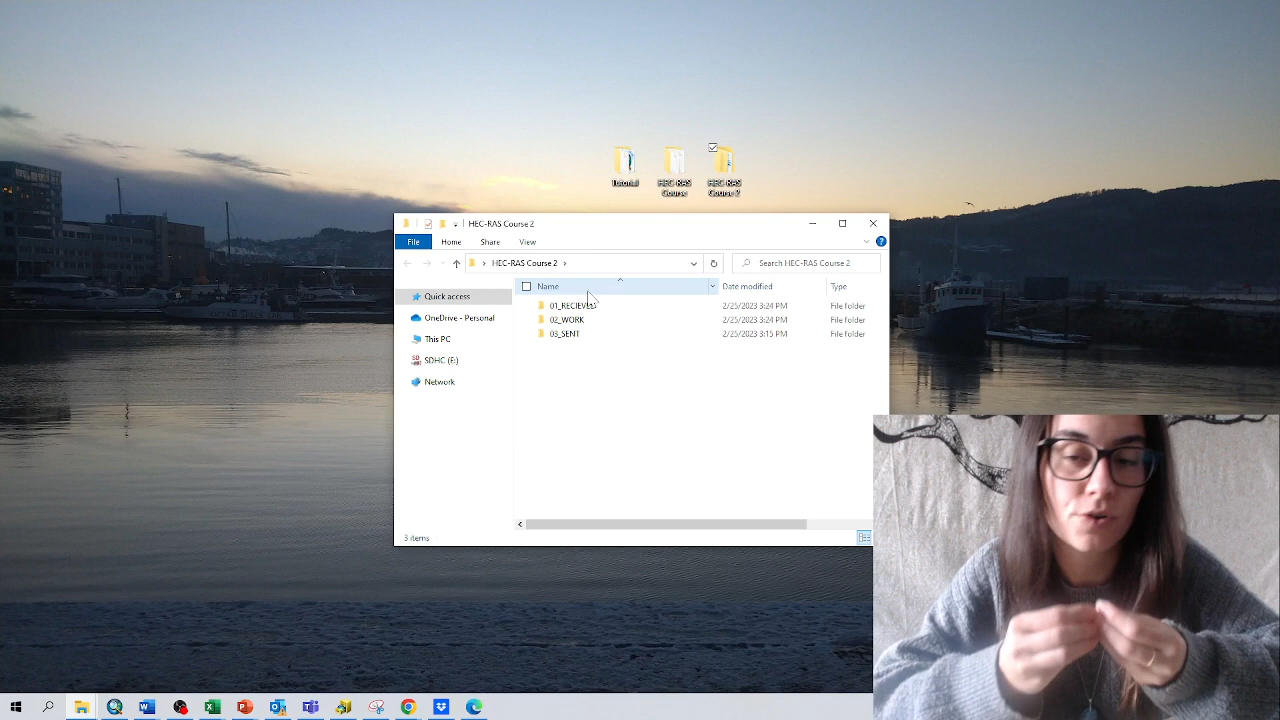 Tutorial
HEC-RAS
Course
HEC-RAS
Course 2
HEC-RAS Course 2
File
Home
Share
View
HEC-RAS Course 2
Search HEC-RAS Course 2
Name
Date modified
Type
Quick access
OneDrive - Personal
This PC
SDHC (E:)
Network
01_RECIEVED
2/25/2023 3:24 PM
File folder
02_WORK
2/25/2023 3:24 PM
File folder
03_SENT
2/25/2023 3:15 PM
File folder
3 items